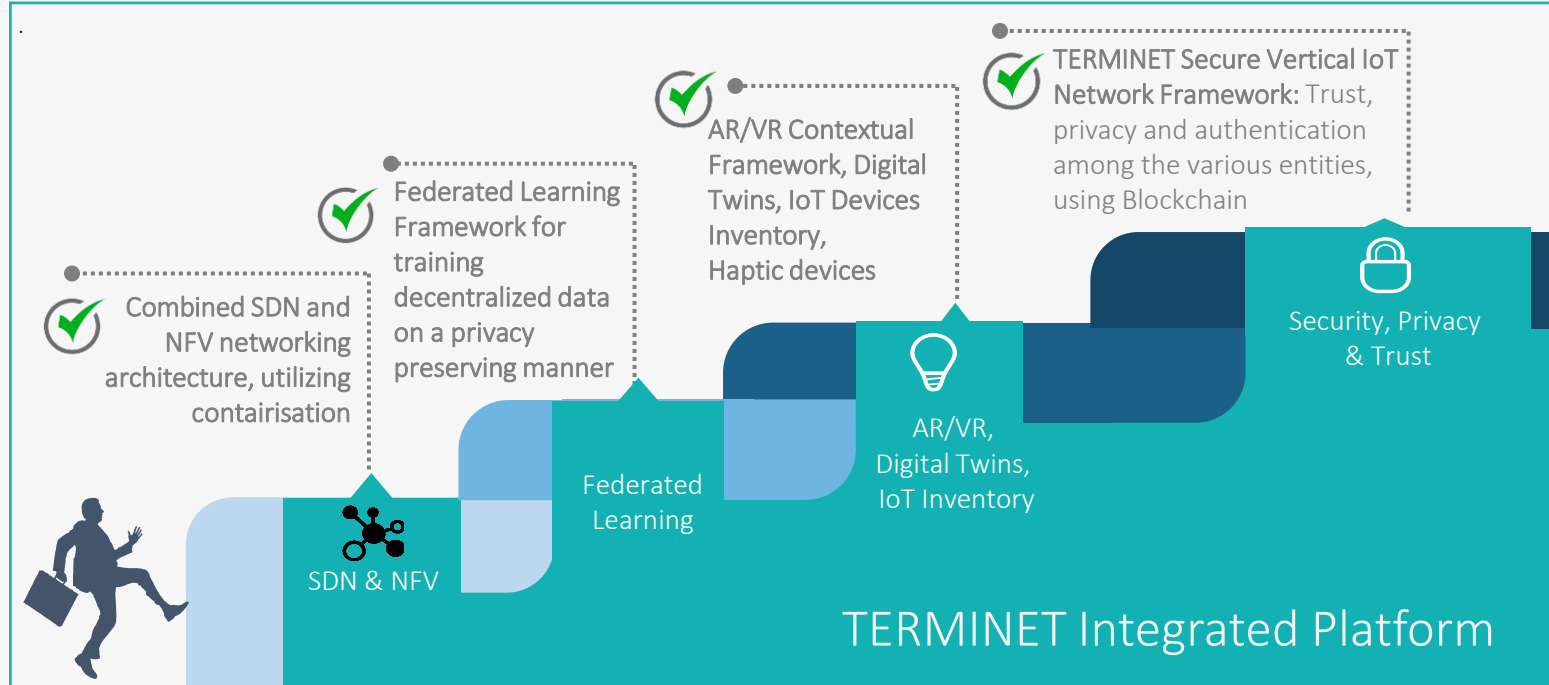 .
Combined SDN and
NFV networking
architecture, utilizing
contairisation
Federated Learning
Framework for
training
decentralized data
on a privacy
preserving manner
AR/VR Contextual
Framework, Digital
Twins, IoT Devices
Inventory,
Haptic devices
TERMINET Secure Vertical IoT
Network Framework: Trust,
privacy and authentication
among the various entities,
using Blockchain
SDN & NFV
Federated
Learning
AR/VR,
Digital Twins,
IoT Inventory
Security, Privacy
& Trust
TERMINET Integrated Platform